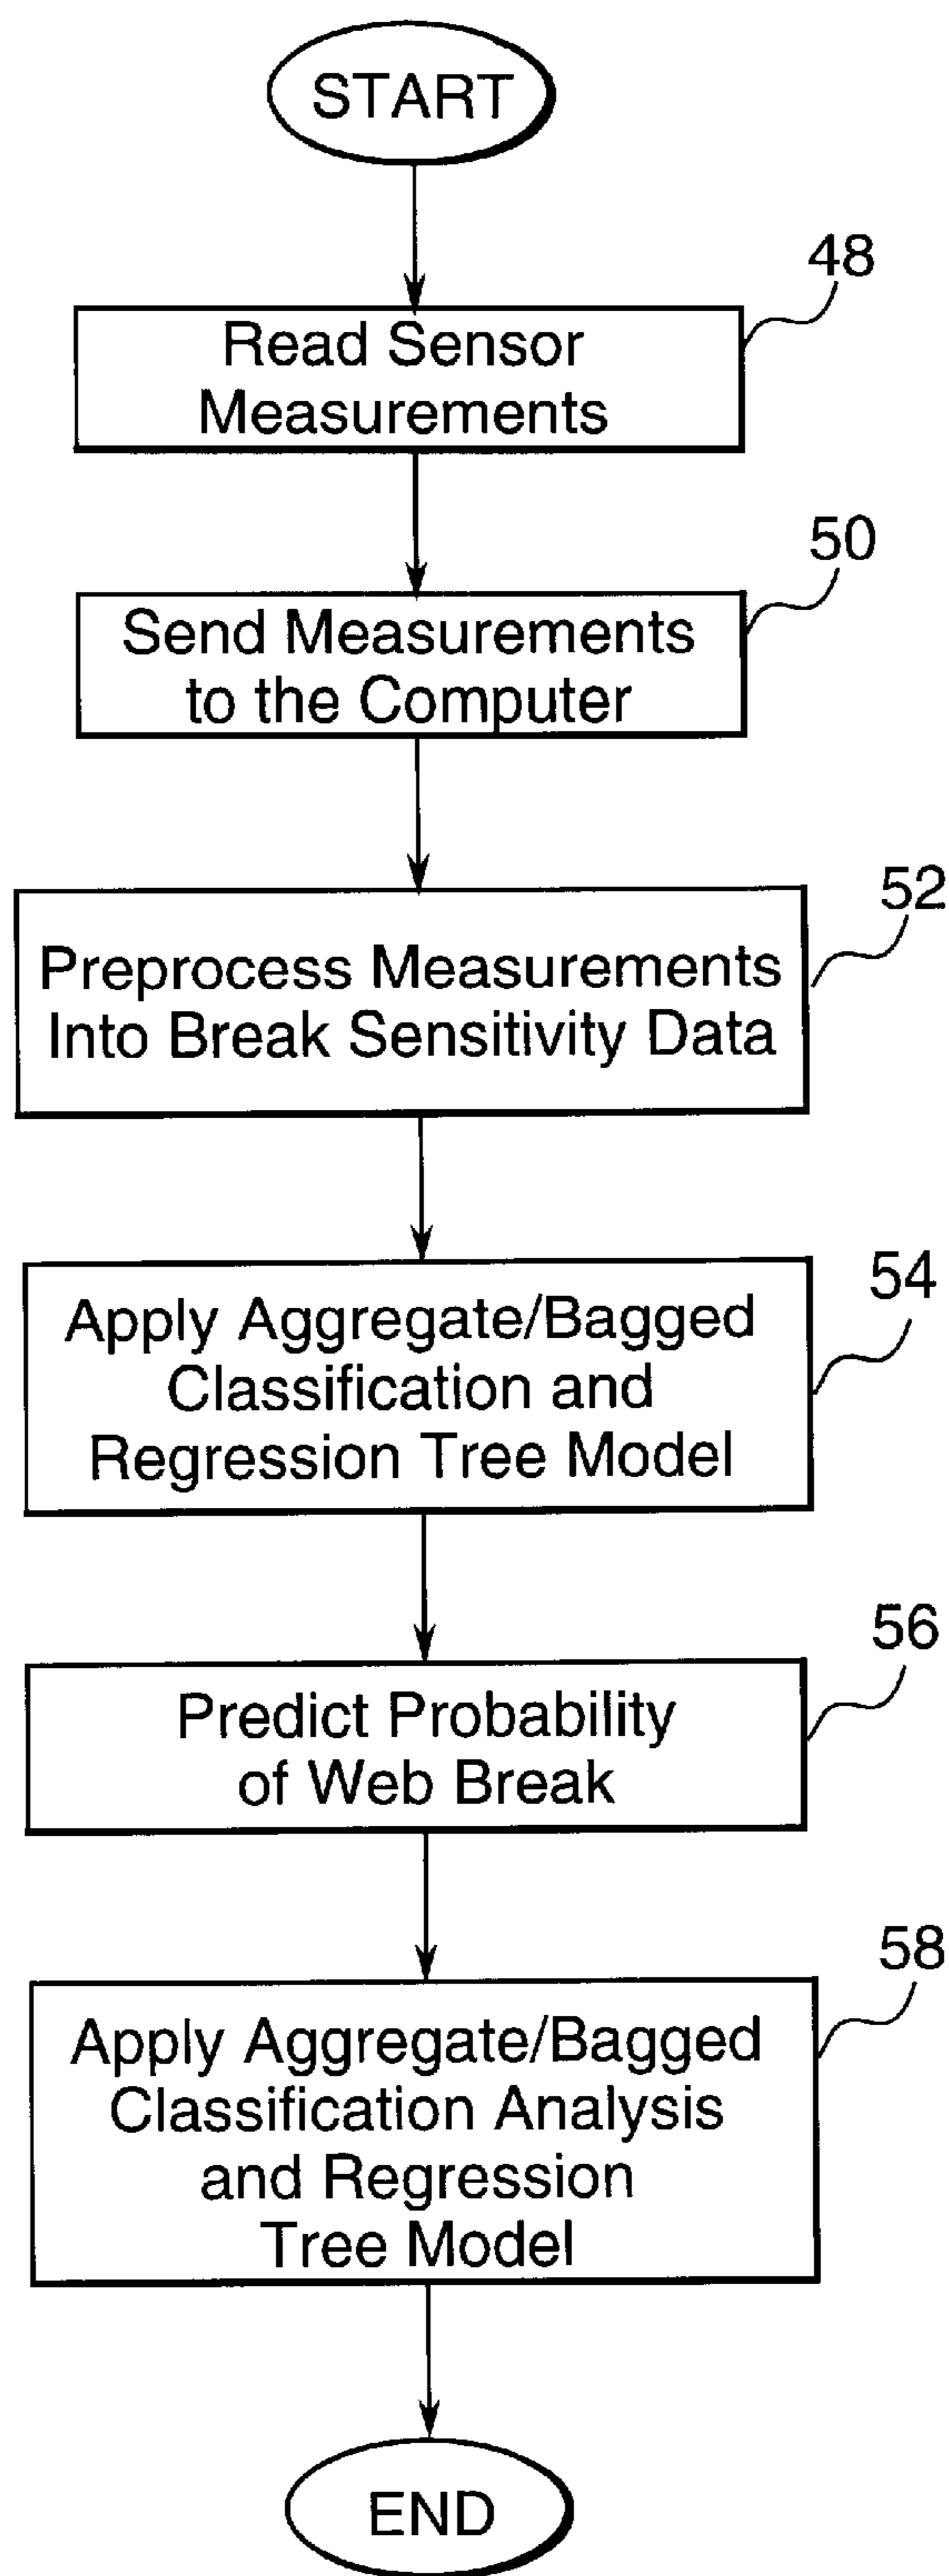 START
48
Read Sensor
Measurements
50
Send Measurements
to the Computer
52
Preprocess Measurements
Into Break Sensitivity Data
54
Apply Aggregate/Bagged
Classification and
Regression Tree Model
56
Predict Probability
of Web Break
58
Apply Aggregate/Bagged
Classification Analysis
and Regression
Tree Model
END